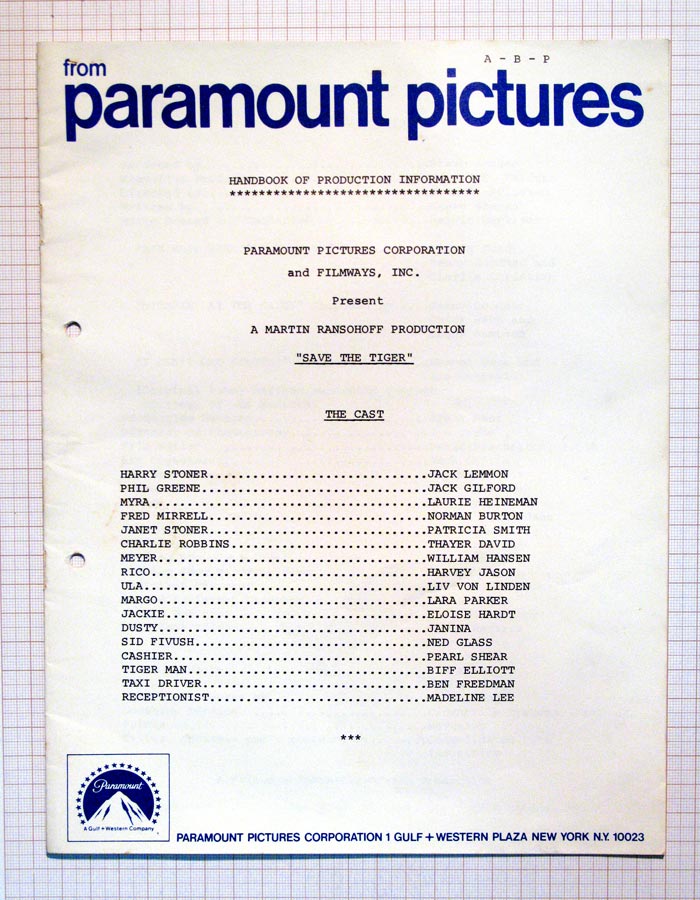 A - B - P
from
paramount pictures
HANDBOOK OF PRODUCTION INFORMATION
***********************************
PARAMOUNT PICTURES CORPORATION
and FILMWAYS, INC.
Present
A MARTIN RANSOHOFF PRODUCTION
"SAVE THE TIGER"
THE CAST
HARRY STONER..............................JACK LEMMON
PHIL GREENE...............................JACK GILFORD
MYRA......................................LAURIE HEINEMAN
FRED MIRRELL..............................NORMAN BURTON
JANET STONER..............................PATRICIA SMITH
CHARLIE ROBBINS...........................THAYER DAVID
MEYER.....................................WILLIAM HANSEN
RICO......................................HARVEY JASON
ULA.......................................LIV VON LINDEN
MARGO.....................................LARA PARKER
JACKIE....................................ELOISE HARDT
DUSTY.....................................JANINA
SID FIVUSH................................NED GLASS
CASHIER...................................PEARL SHEAR
TIGER MAN.................................BIFF ELLIOTT
TAXI DRIVER...............................BEN FREEDMAN
RECEPTIONIST..............................MADELINE LEE
***
Paramount
A Gulf + Western Company
PARAMOUNT PICTURES CORPORATION 1 GULF + WESTERN PLAZA NEW YORK N.Y. 10023